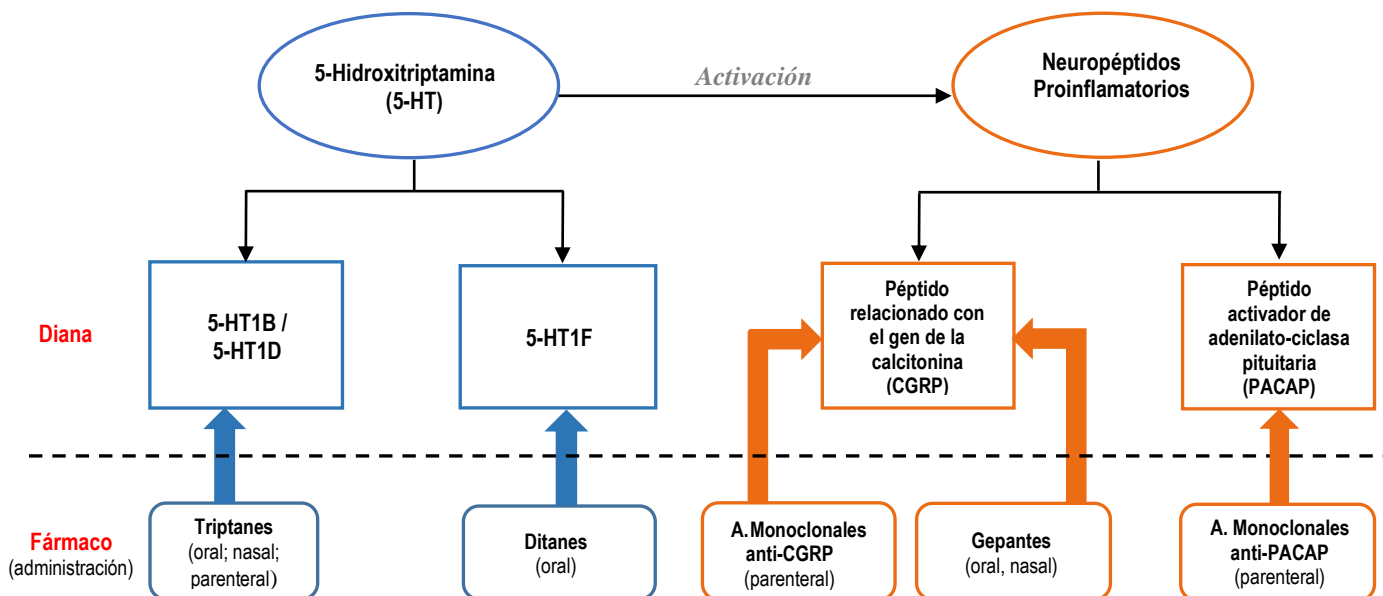 5-Hidroxitriptamina
(5-HT)
Activación
Neuropéptidos
Proinflamatorios
Diana
5-HT1B /
5-HT1D
5-HT1F
Péptido
relacionado con
el gen de la
calcitonina
(CGRP)
Péptido
activador de
adenilato-ciclasa
pituitaria
(PACAP)
Fármaco
(administración)
Triptanes
(oral; nasal;
parenteral)
Ditanes
(oral)
A.Monoclonales
anti-CGRP
(parenteral)
Gepantes
(oral, nasal)
A. Monoclonales
anti-PACAP
(parenteral)